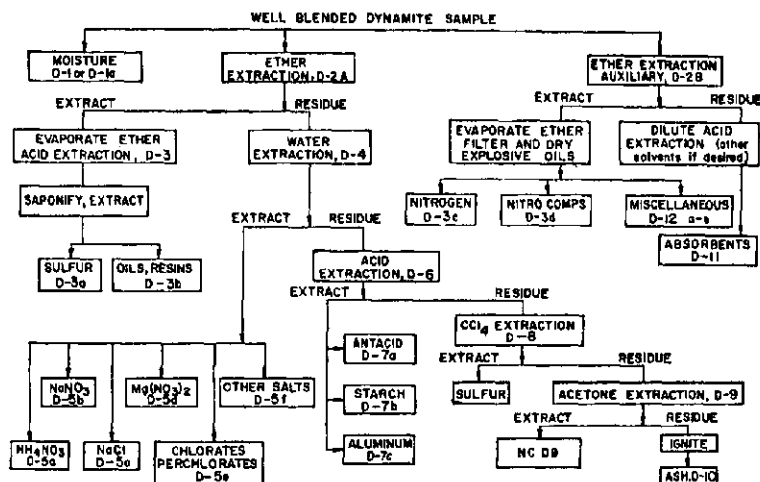 WELL BLENDED DYNAMITE SAMPLE
MOISTURE
D-1 or D-1a
ETHER
EXTRACTION, D-2A
ETHER EXTRACTION
AUXILIARY, D-2B
EXTRACT
RESIDUE
EXTRACT
RESIDUE
EVAPORATE ETHER
ACID EXTRACTION, D-3
WATER
EXTRACTION, D-4
EVAPORATE ETHER
FILTER AND DRY
EXPLOSIVE OILS
DILUTE ACID
EXTRACTION (other
solvents if desired)
SAPONIFY, EXTRACT
NITROGEN
D-3c
NITRO COMPS
D-3d
MISCELLANEOUS
D-12 a-s
EXTRACT
RESIDUE
ABSORBENTS
D-11
SULFUR
D-3a
OILS, RESINS
D-3b
ACID
EXTRACTION, D-6
EXTRACT
RESIDUE
ANTACID
D-7a
CCl4 EXTRACTION
D-8
EXTRACT
RESIDUE
NaNO3
D-5b
Mg(NO3)2
D-5d
OTHER SALTS
D-5f
STARCH
D-7b
SULFUR
ACETONE EXTRACTION, D-9
EXTRACT
RESIDUE
NH4NO3
D-5a
NaCl
CHLORATES
PERCHLORATES
D-5e
ALUMINUM
D-7c
NC D9
IGNITE
ASH, D-10